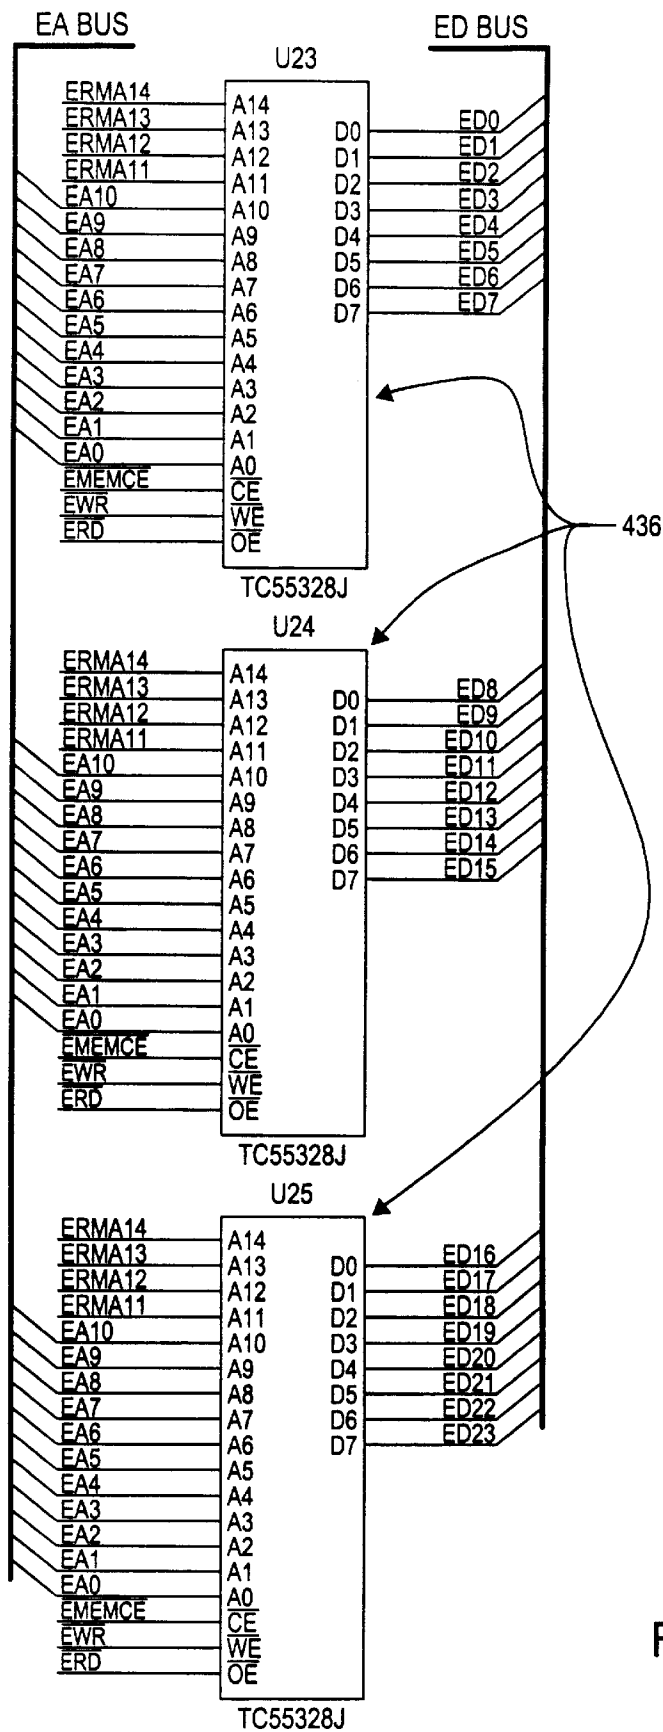 EA BUS
ED BUS
U23
ERMA14 A14
ERMA13 A13 D0 ED0
ERMA12 A12 D1 ED1
ERMA11 A11 D2 ED2
EA10 A10 D3 ED3
EA9 A9 D4 ED4
EA8 A8 D5 ED5
EA7 A7 D6 ED6
EA6 A6 D7 ED7
EA5 A5
EA4 A4
EA3 A3
EA2 A2
EA1 A1
EA0 A0
EMEMCE CE
EWR WE
ERD OE
436
TC55328J
U24
ERMA14 A14
ERMA13 A13 D0 ED8
ERMA12 A12 D1 ED9
ERMA11 A11 D2 ED10
EA10 A10 D3 ED11
EA9 A9 D4 ED12
EA8 A8 D5 ED13
EA7 A7 D6 ED14
EA6 A6 D7 ED15
EA5 A5
EA4 A4
EA3 A3
EA2 A2
EA1 A1
EA0 A0
EMEMCE CE
EWR WE
ERD OE
TC55328J
U25
ERMA14 A14
ERMA13 A13 D0 ED16
ERMA12 A12 D1 ED17
ERMA11 A11 D2 ED18
EA10 A10 D3 ED19
EA9 A9 D4 ED20
EA8 A8 D5 ED21
EA7 A7 D6 ED22
EA6 A6 D7 ED23
EA5 A5
EA4 A4
EA3 A3
EA2 A2
EA1 A1
EA0 A0
EMEMCE CE
EWR WE
ERD OE
TC55328J